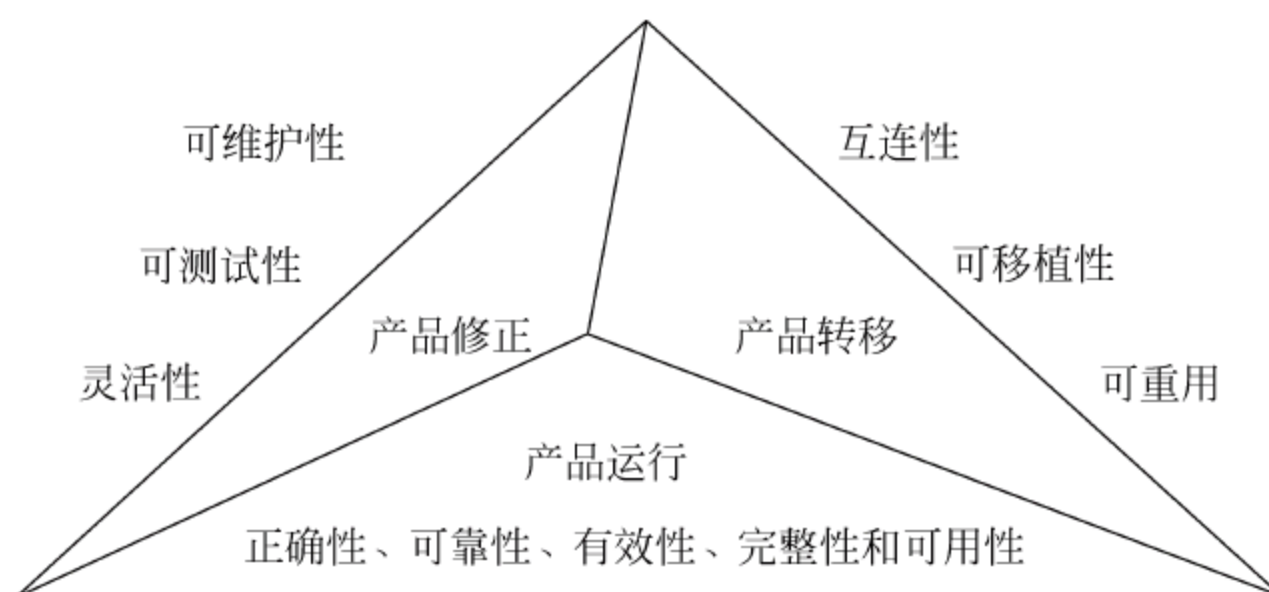 可维护性
互连性
可测试性
可移植性
产品修正
产品转移
灵活性
可重用
产品运行
正确性、可靠性、有效性、完整性和可用性